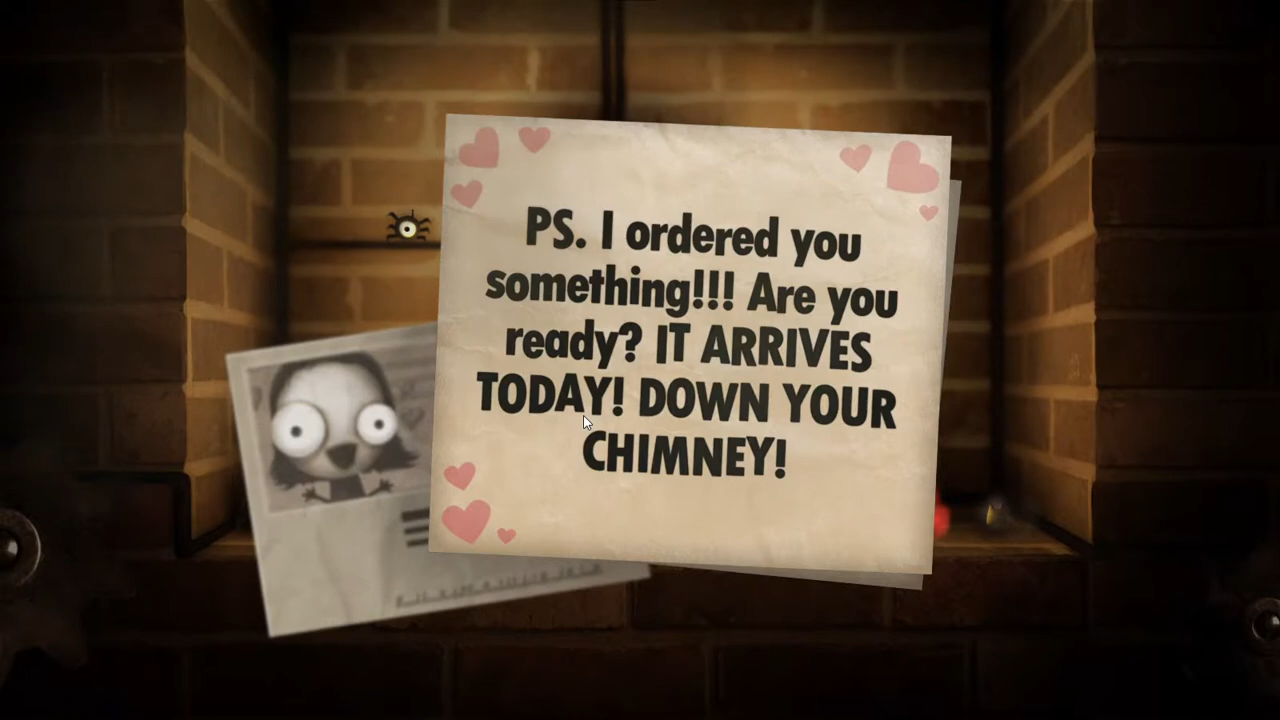 PS. I ordered you
something!!! Are you
ready? IT ARRIVES
TODAY! DOWN YOUR
CHIMNEY!